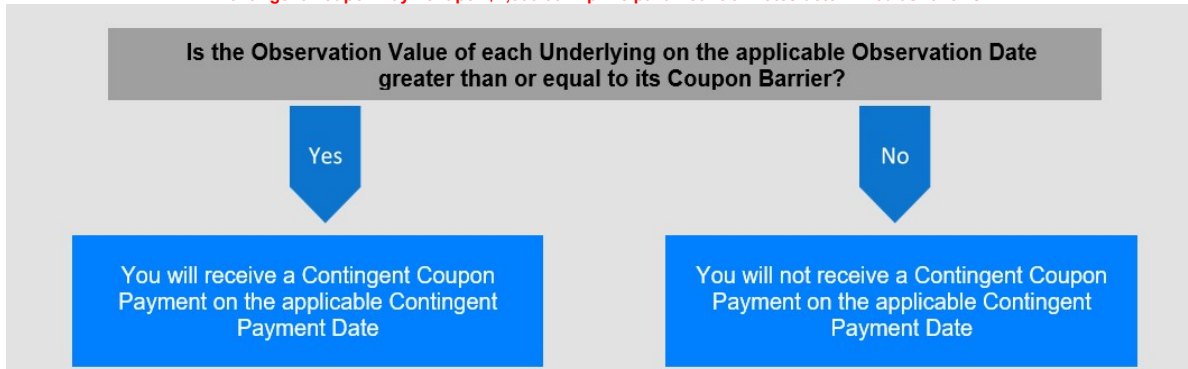 Is the Observation Value of each Underlying on the applicable Observation Date
greater than or equal to its Coupon Barrier?
Yes
No
You will receive a Contingent Coupon
Payment on the applicable Contingent
Payment Date
You will not receive a Contingent Coupon
Payment on the applicable Contingent
Payment Date